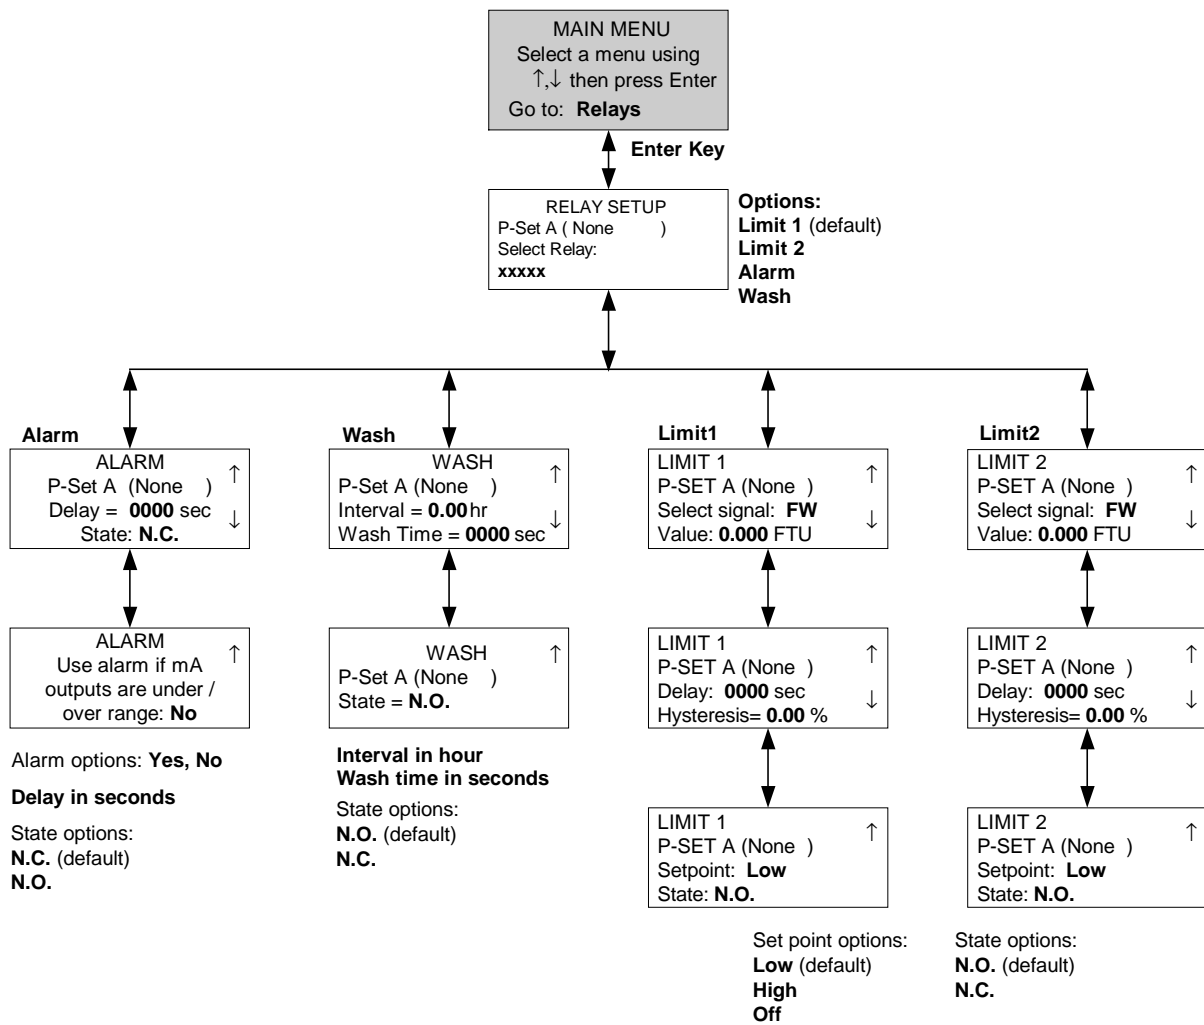 MAIN MENU
Select a menu using
↑,↓ then press Enter
Go to: Relays
Enter Key
RELAY SETUP
P-Set A ( None )
Select Relay:
xxxxx
Options:
Limit 1 (default)
Limit 2
Alarm
Wash
Alarm
ALARM
P-Set A (None )
Delay = 0000 sec
State: N.C.
↑
↓
ALARM
Use alarm if mA
outputs are under /
over range: No
↑
Alarm options: Yes, No
Delay in seconds
State options:
N.C. (default)
N.O.
Wash
WASH
P-Set A (None )
Interval = 0.00 hr
Wash Time = 0000 sec
↑
↓
WASH
P-Set A (None )
State = N.O.
↑
Interval in hour
Wash time in seconds
State options:
N.O. (default)
N.C.
Limit1
LIMIT 1
P-SET A (None )
Select signal: FW
Value: 0.000 FTU
↑
↓
LIMIT 1
P-SET A (None )
Delay: 0000 sec
Hysteresis= 0.00 %
↑
↓
LIMIT 1
P-SET A (None )
Setpoint: Low
State: N.O.
↑
Set point options:
Low (default)
High
Off
Limit2
LIMIT 2
P-SET A (None )
Select signal: FW
Value: 0.000 FTU
↑
↓
LIMIT 2
P-SET A (None )
Delay: 0000 sec
Hysteresis= 0.00 %
↑
↓
LIMIT 2
P-SET A (None )
Setpoint: Low
State: N.O.
↑
State options:
N.O. (default)
N.C.